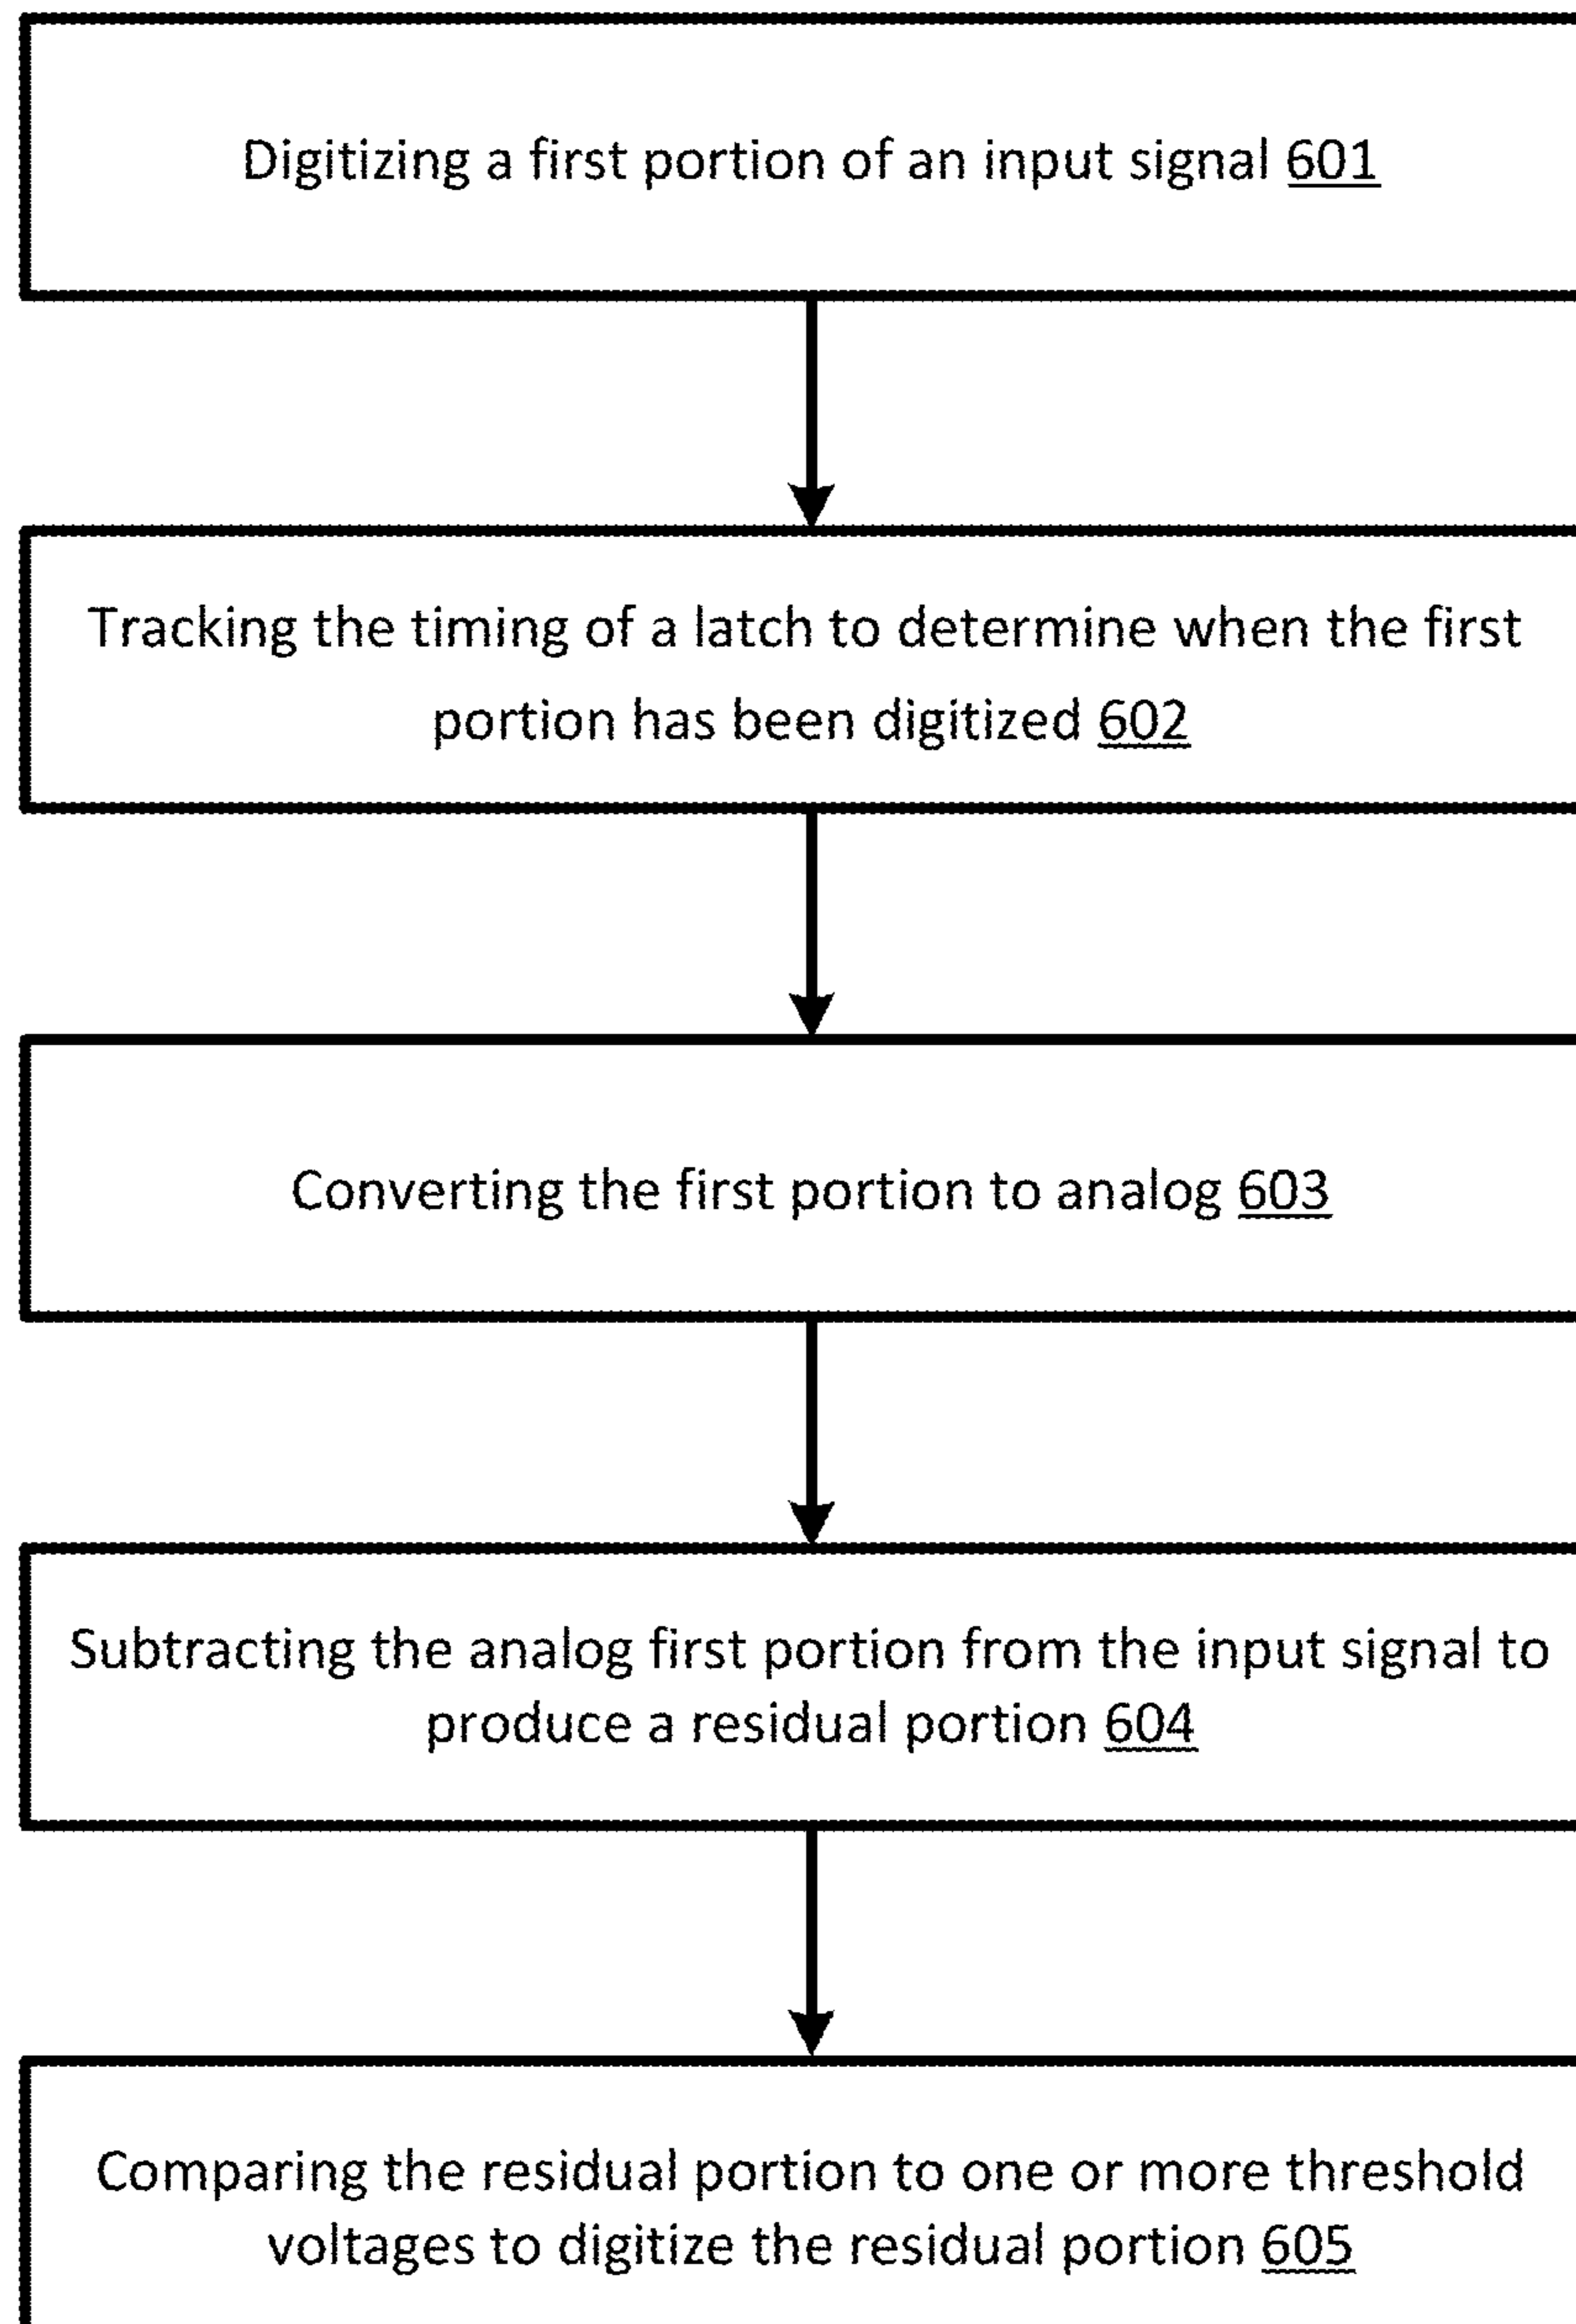 Digitizing a first portion of an input signal 601
Tracking the timing of a latch to determine when the first
portion has been digitized 602
Converting the first portion to analog 603
Subtracting the analog first portion from the input signal to
produce a residual portion 604
Comparing the residual portion to one or more threshold
voltages to digitize the residual portion 605